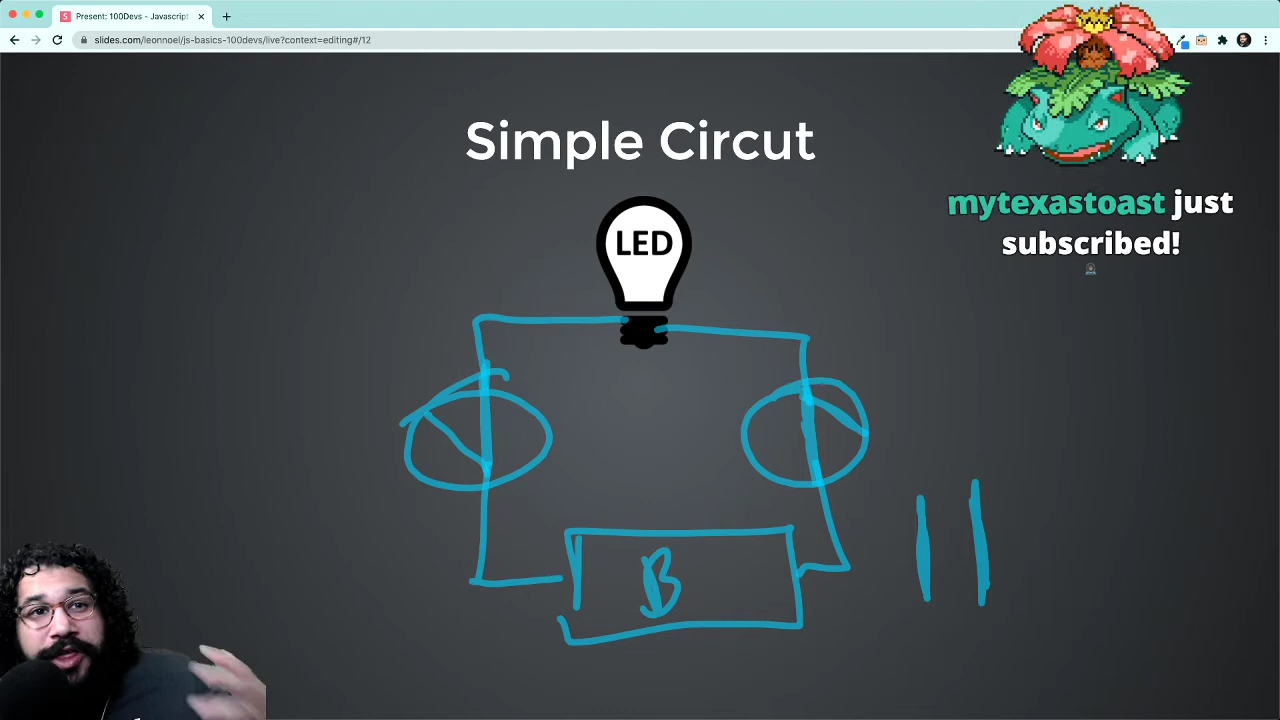 Present: 100Devs - Javascript
slides.com/leonnoel/js-basics-100devs/live?context=editing#/12
Simple Circut
LED
mytexastoast just
subscribed!
B